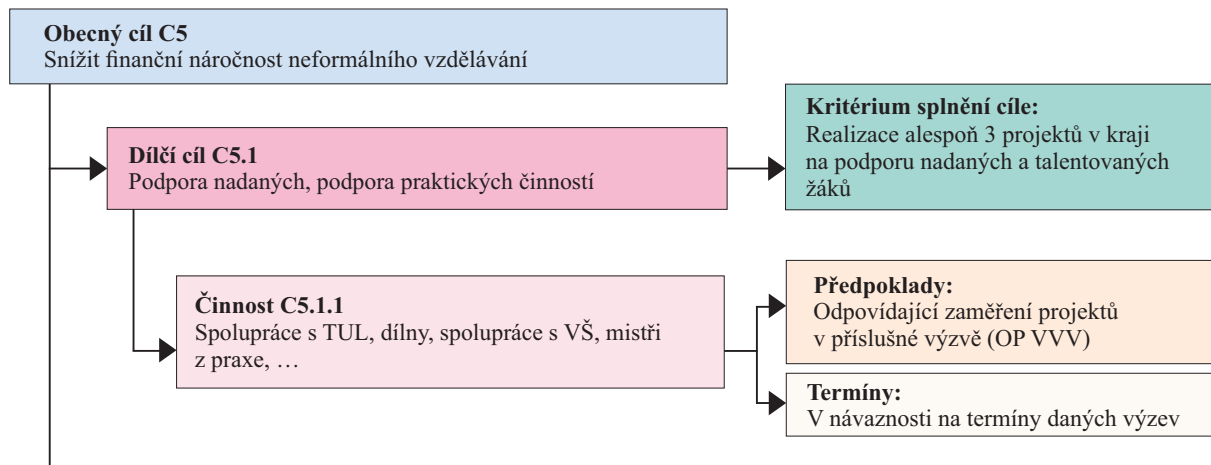 Obecný cíl C5
Snížit finanční náročnost neformálního vzdělávání
Dílčí cíl C5.1
Podpora nadaných, podpora praktických činností
Kritérium splnění cíle:
Realizace alespoň 3 projektů v kraji
na podporu nadaných a talentovaných
žáků
Činnost C5.1.1
Spolupráce s TUL, dílny, spolupráce s VŠ, mistři
z praxe, …
Předpoklady:
Odpovídající zaměření projektů
v příslušné výzvě (OP VVV)
Termíny:
V návaznosti na termíny daných výzev